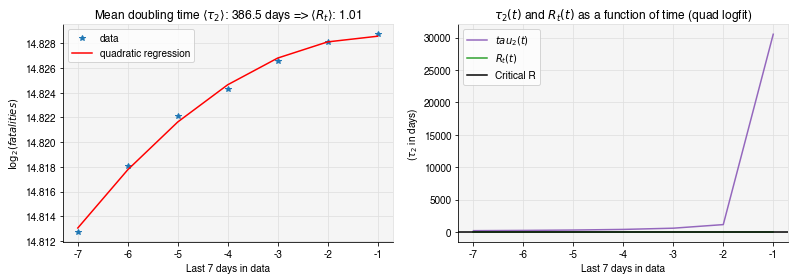 Mean doubling time ⟨τ₂⟩: 386.5 days => ⟨Rₜ⟩: 1.01
data
quadratic regression
log₂(fatalities)
14.828
14.826
14.824
14.822
14.820
14.818
14.816
14.814
14.812
-7 -6 -5 -4 -3 -2 -1
Last 7 days in data
τ₂(t) and Rₜ(t) as a function of time (quad logfit)
tau₂(t)
Rₜ(t)
Critical R
(τ₂ in days)
30000
25000
20000
15000
10000
5000
0
-7 -6 -5 -4 -3 -2 -1
Last 7 days in data